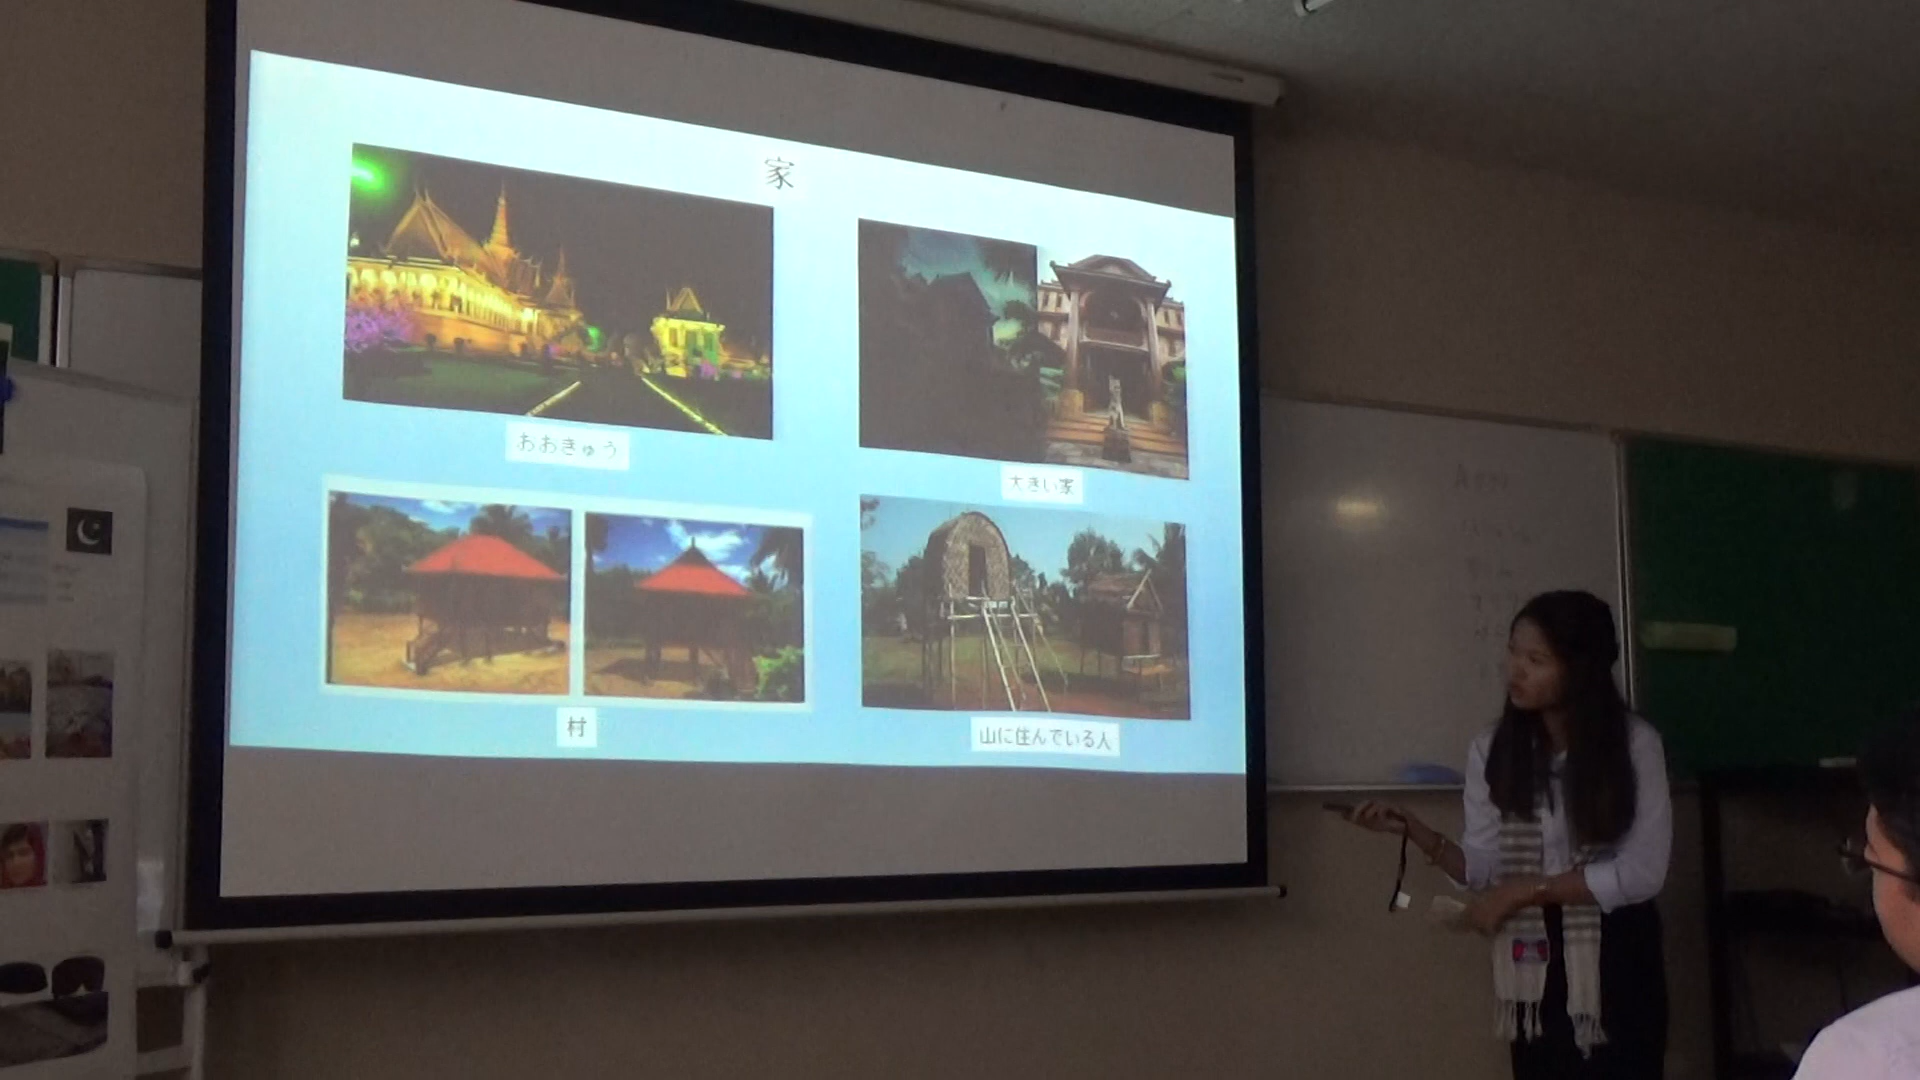 家
おおきゅう
大きい家
村
山に住んでいる人